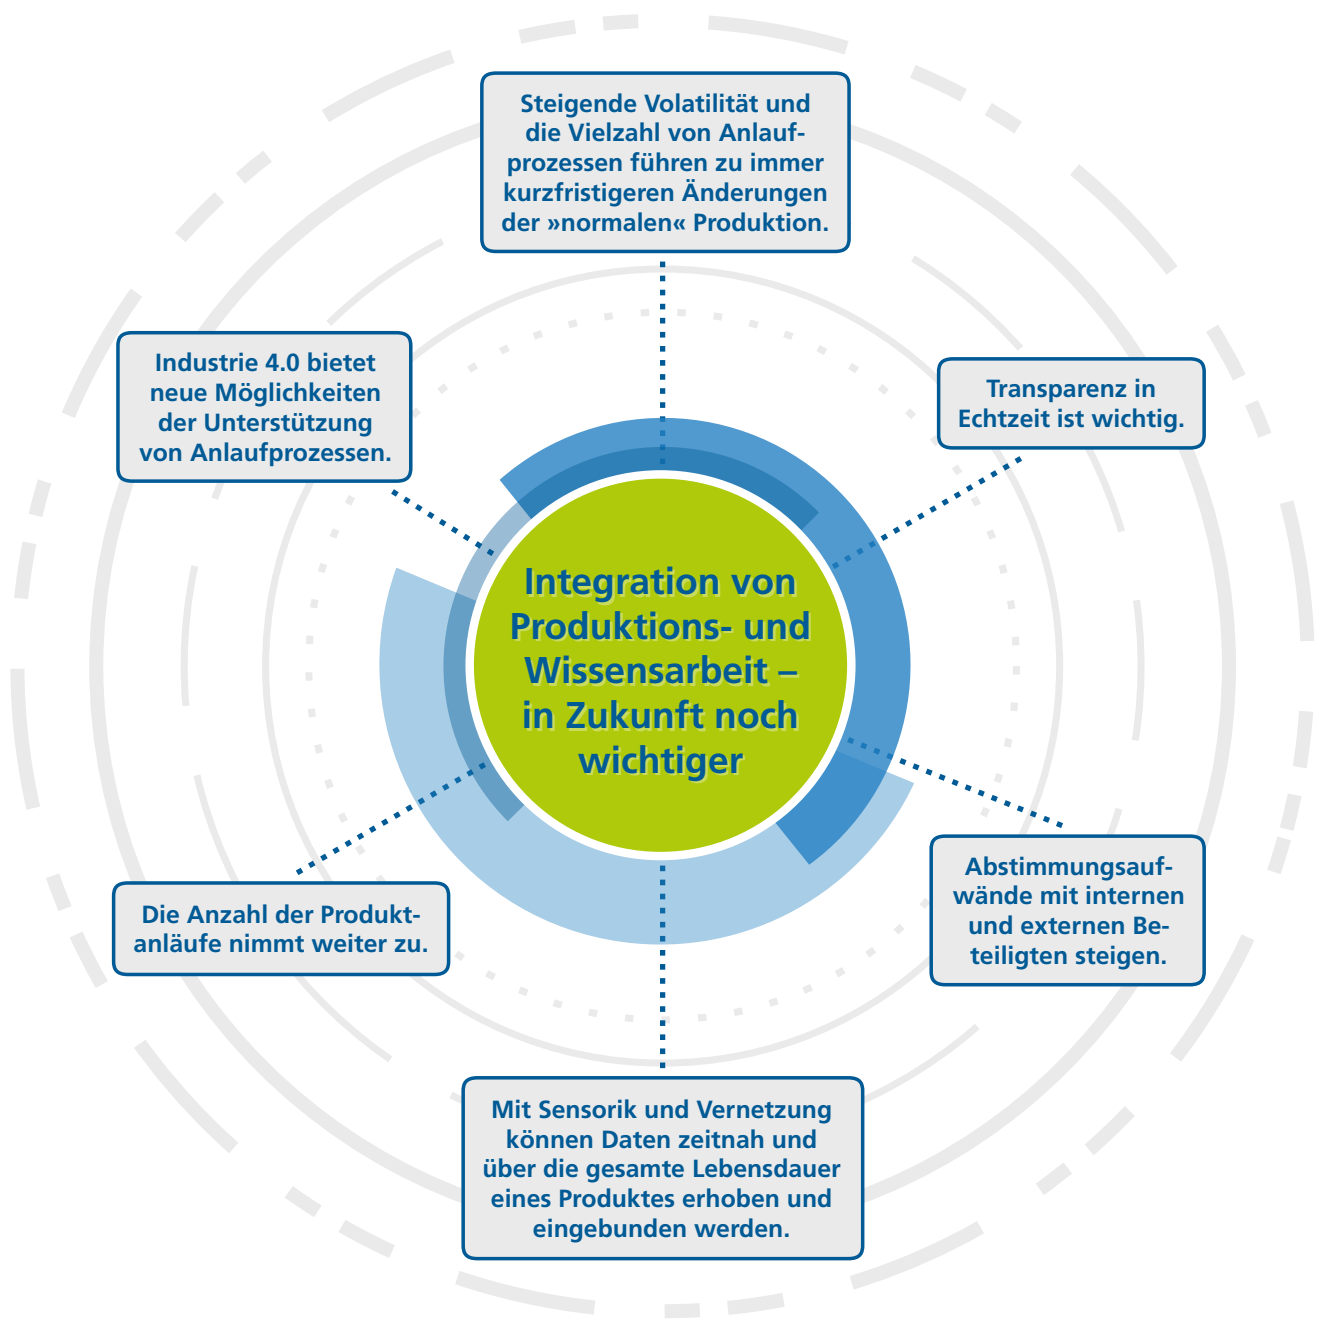 Steigende Volatilität und
die Vielzahl von Anlauf-
prozessen führen zu immer
kurzfristigeren Änderungen
der »normalen« Produktion.
Industrie 4.0 bietet
neue Möglichkeiten
der Unterstützung
von Anlaufprozessen.
Transparenz in
Echtzeit ist wichtig.
Integration von
Produktions- und
Wissensarbeit –
in Zukunft noch
wichtiger
Abstimmungsauf-
wände mit internen
und externen Be-
teiligten steigen.
Die Anzahl der Produkt-
anläufe nimmt weiter zu.
Mit Sensorik und Vernetzung
können Daten zeitnah und
über die gesamte Lebensdauer
eines Produktes erhoben und
eingebunden werden.